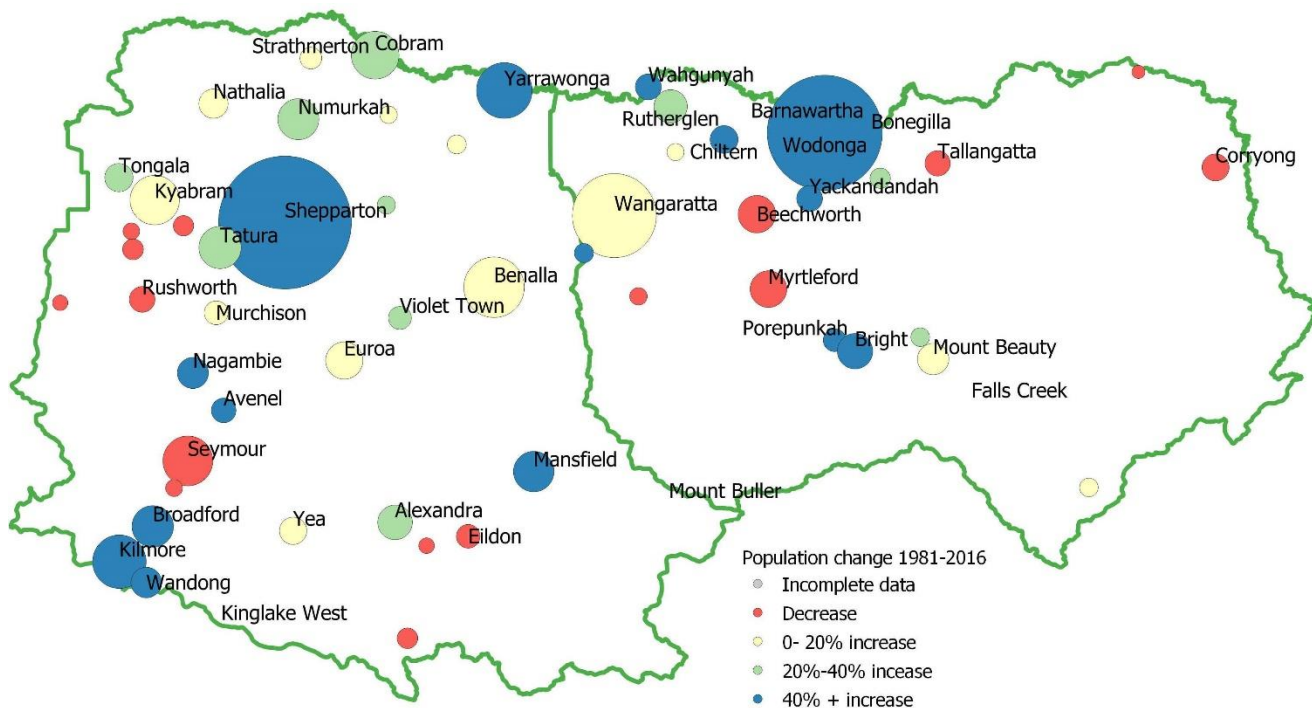 Strathmerton
Cobram
Yarrawonga
Wahgunyah
Nathalia
Numurkah
Rutherglen
Barnawartha
Bonegilla
Chiltern
Wodonga
Tallangatta
Corryong
Tongala
Kyabram
Yackandandah
Shepparton
Wangaratta
Beechworth
Tatura
Benalla
Rushworth
Myrtleford
Murchison
Violet Town
Porepunkah
Bright
Euroa
Mount Beauty
Nagambie
Falls Creek
Avenel
Seymour
Mansfield
Mount Buller
Broadford
Yea
Alexandra
Eildon
Kilmore
Wandong
Kinglake West
Population change 1981-2016
Incomplete data
Decrease
0- 20% increase
20%-40% incease
40% + increase